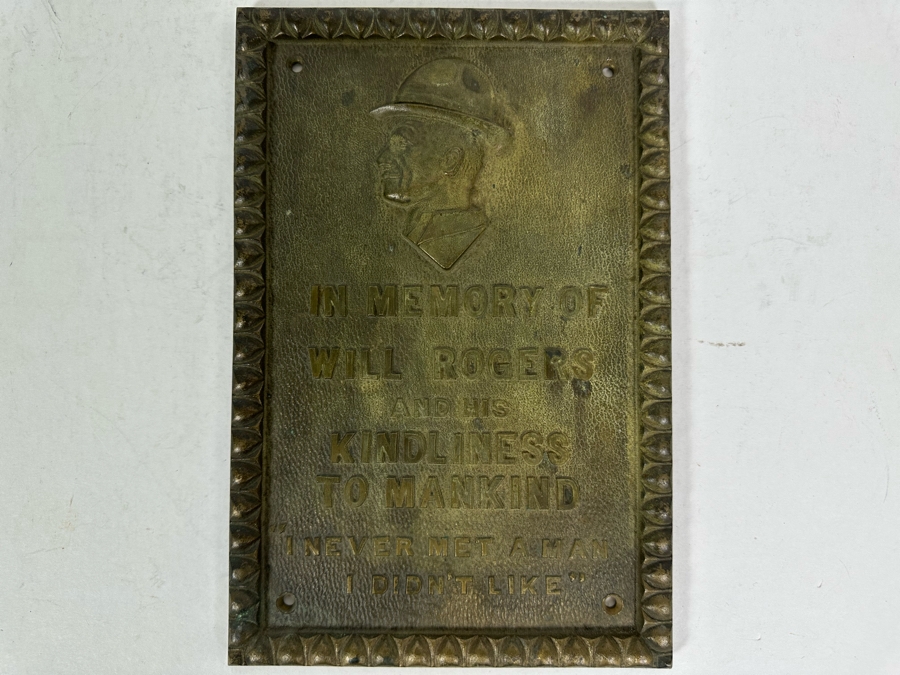 IN MEMORY OF
WILL ROGERS
AND HIS
KINDLINESS
TO MANKIND
"I NEVER MET A MAN
I DIDN'T LIKE"